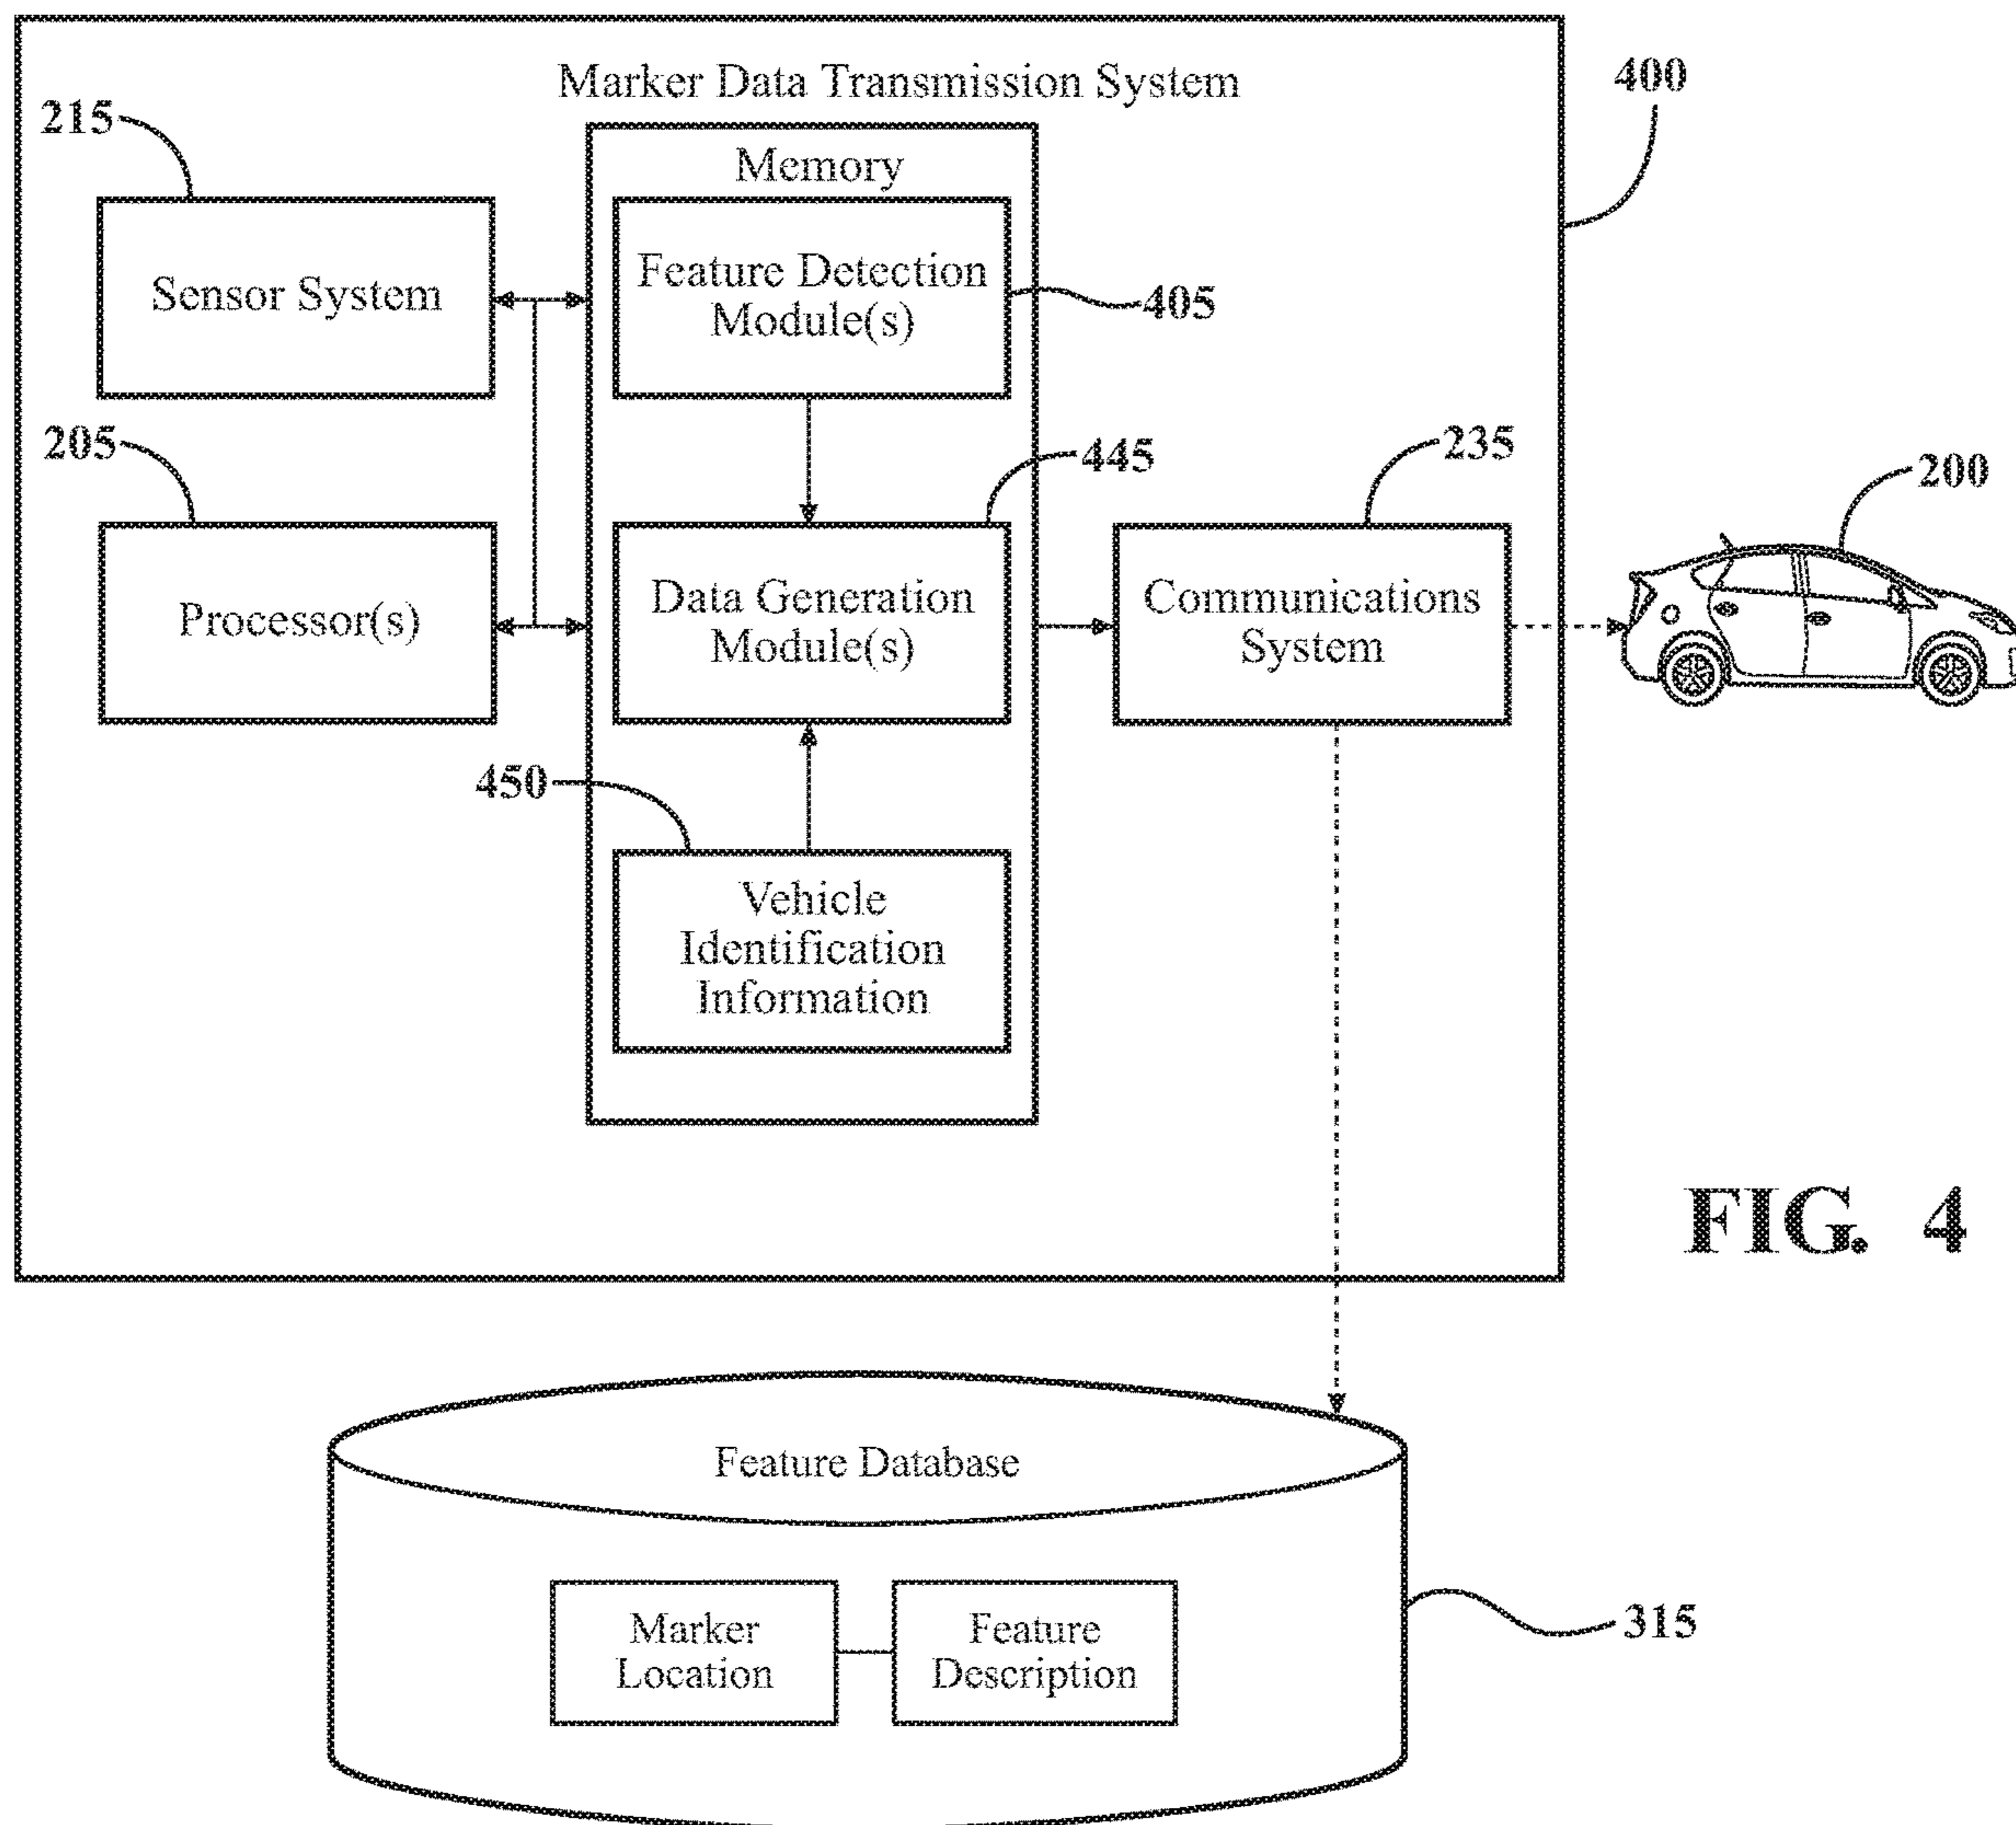 Marker Data Transmission System
400
215
Memory
Sensor System
Feature Detection
Module(s)
405
205
445
235
200
Processor(s)
Data Generation
Module(s)
Communications
System
450
Vehicle
Identification
Information
FIG. 4
Feature Database
Marker
Location
Feature
Description
315